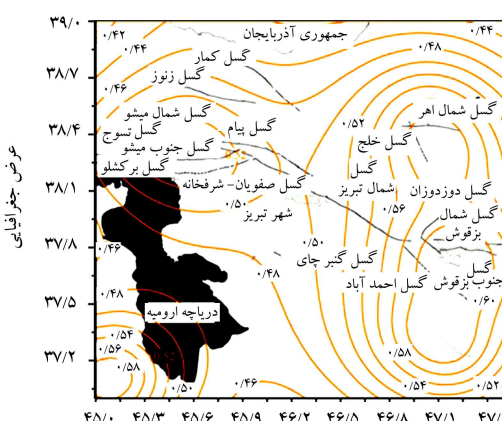 ۳۹/۰
۳۸/۷
۳۸/۴
۳۸/۱
۳۷/۸
۳۷/۵
۳۷/۲
عرض جغرافیایی
جمهوری آذربایجان
۰/۴۲
۰/۴۴
۰/۴۴
۰/۴۸
گسل کمار
گسل زنوز
۰/۴۶
گسل شمال میشو
گسل شمال اهر
گسل تسوج
گسل پیام
۰/۵۲
گسل خلج
گسل جنوب میشو
گسل برکشلو
گسل
شمال تبریز
گسل صفویان- شرفخانه
گسل دوزدوزان
۰/۵۰
شهر تبریز
۰/۵۶
گسل شمال
بزقوش
۰/۴۶
۰/۵۰
گسل گنبر چای
۰/۴۸
گسل
جنوب بزقوش
گسل احمد آباد
۰/۴۸
۰/۶۰
دریاچه ارومیه
۰/۵۴
۰/۵۶
۰/۵۸
۰/۵۸
۰/۵۰
۰/۴۶
۰/۵۴
۰/۵۲
۴۵/۰ ۴۵/۳ ۴۵/۶ ۴۵/۹ ۴۶/۲ ۴۶/۵ ۴۶/۸ ۴۷/۱